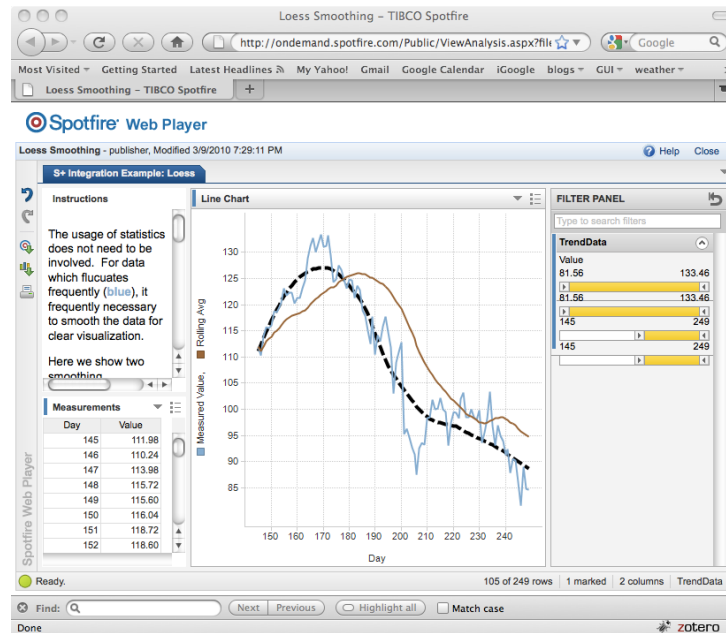 Loess Smoothing – TIBCO Spotfire
http://ondemand.spotfire.com/Public/ViewAnalysis.aspx?file
Google
Most Visited Getting Started Latest Headlines My Yahoo! Gmail Google Calendar iGoogle blogs GUI weather
Loess Smoothing – TIBCO Spotfire
+
Spotfire Web Player
Loess Smoothing - publisher, Modified 3/9/2010 7:29:11 PM
Help Close
S+ Integration Example: Loess
Instructions
The usage of statistics
does not need to be
involved. For data
which flucuates
frequently (blue), it
frequently necessary
to smooth the data for
clear visualization.
Here we show two
smoothing
Measurements
Day Value
145 111.98
146 110.24
147 113.98
148 115.72
149 115.60
150 116.04
151 118.72
152 118.60
Spotfire Web Player
Line Chart
Measured Value, Rolling Avg
130
125
120
115
110
105
100
95
90
85
150 160 170 180 190 200 210 220 230 240
Day
FILTER PANEL
Type to search filters
TrendData
Value
81.56 133.46
81.56 133.46
145 249
145 249
Ready.
105 of 249 rows 1 marked 2 columns TrendData
Find: Next Previous Highlight all Match case
Done
zotero